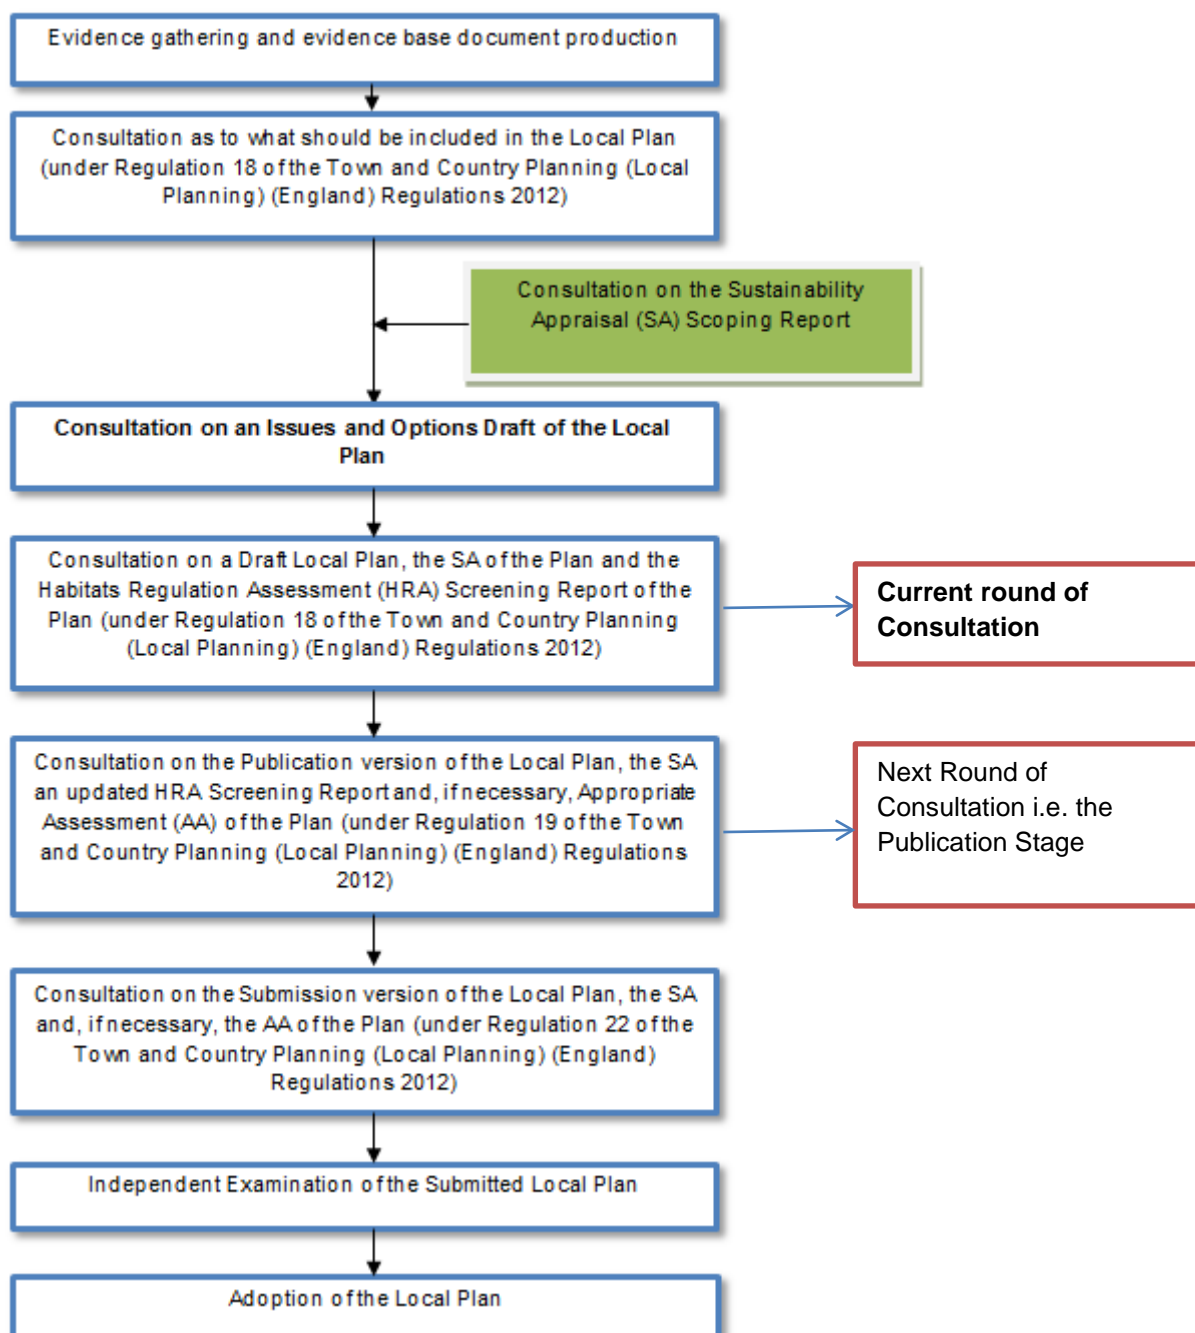 Evidence gathering and evidence base document production
Consultation as to what should be included in the Local Plan
(under Regulation 18 of the Town and Country Planning (Local
Planning) (England) Regulations 2012)
Consultation on the Sustainability
Appraisal (SA) Scoping Report
Consultation on an Issues and Options Draft of the Local
Plan
Consultation on a Draft Local Plan, the SA of the Plan and the
Habitats Regulation Assessment (HRA) Screening Report of the
Plan (under Regulation 18 of the Town and Country Planning
(Local Planning) (England) Regulations 2012)
Current round of
Consultation
Consultation on the Publication version of the Local Plan, the SA
an updated HRA Screening Report and, if necessary, Appropriate
Assessment (AA) of the Plan (under Regulation 19 of the Town
and Country Planning (Local Planning) (England) Regulations
2012)
Next Round of
Consultation i.e. the
Publication Stage
Consultation on the Submission version of the Local Plan, the SA
and, if necessary, the AA of the Plan (under Regulation 22 of the
Town and Country Planning (Local Planning) (England)
Regulations 2012)
Independent Examination of the Submitted Local Plan
Adoption of the Local Plan